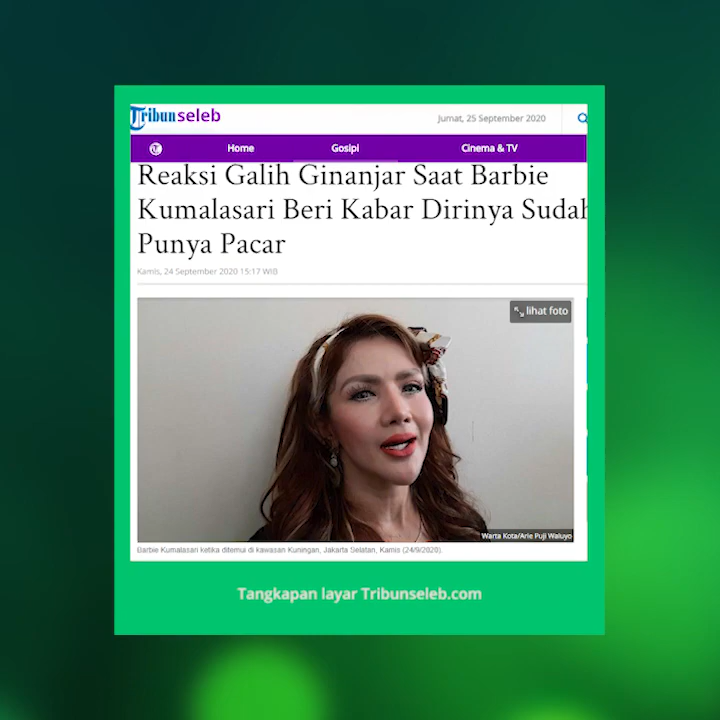 Tribunseleb
Jumat, 25 September 2020
Home Gosipi Cinema & TV
Reaksi Galih Ginanjar Saat Barbie
Kumalasari Beri Kabar Dirinya Sudah
Punya Pacar
Kamis, 24 September 2020 15:17 WIB
lihat foto
Warta Kota/Arie Puji Waluyo
Barbie Kumalasari ketika ditemui di kawasan Kuningan, Jakarta Selatan, Kamis (24/9/2020).
Tangkapan layar Tribunseleb.com